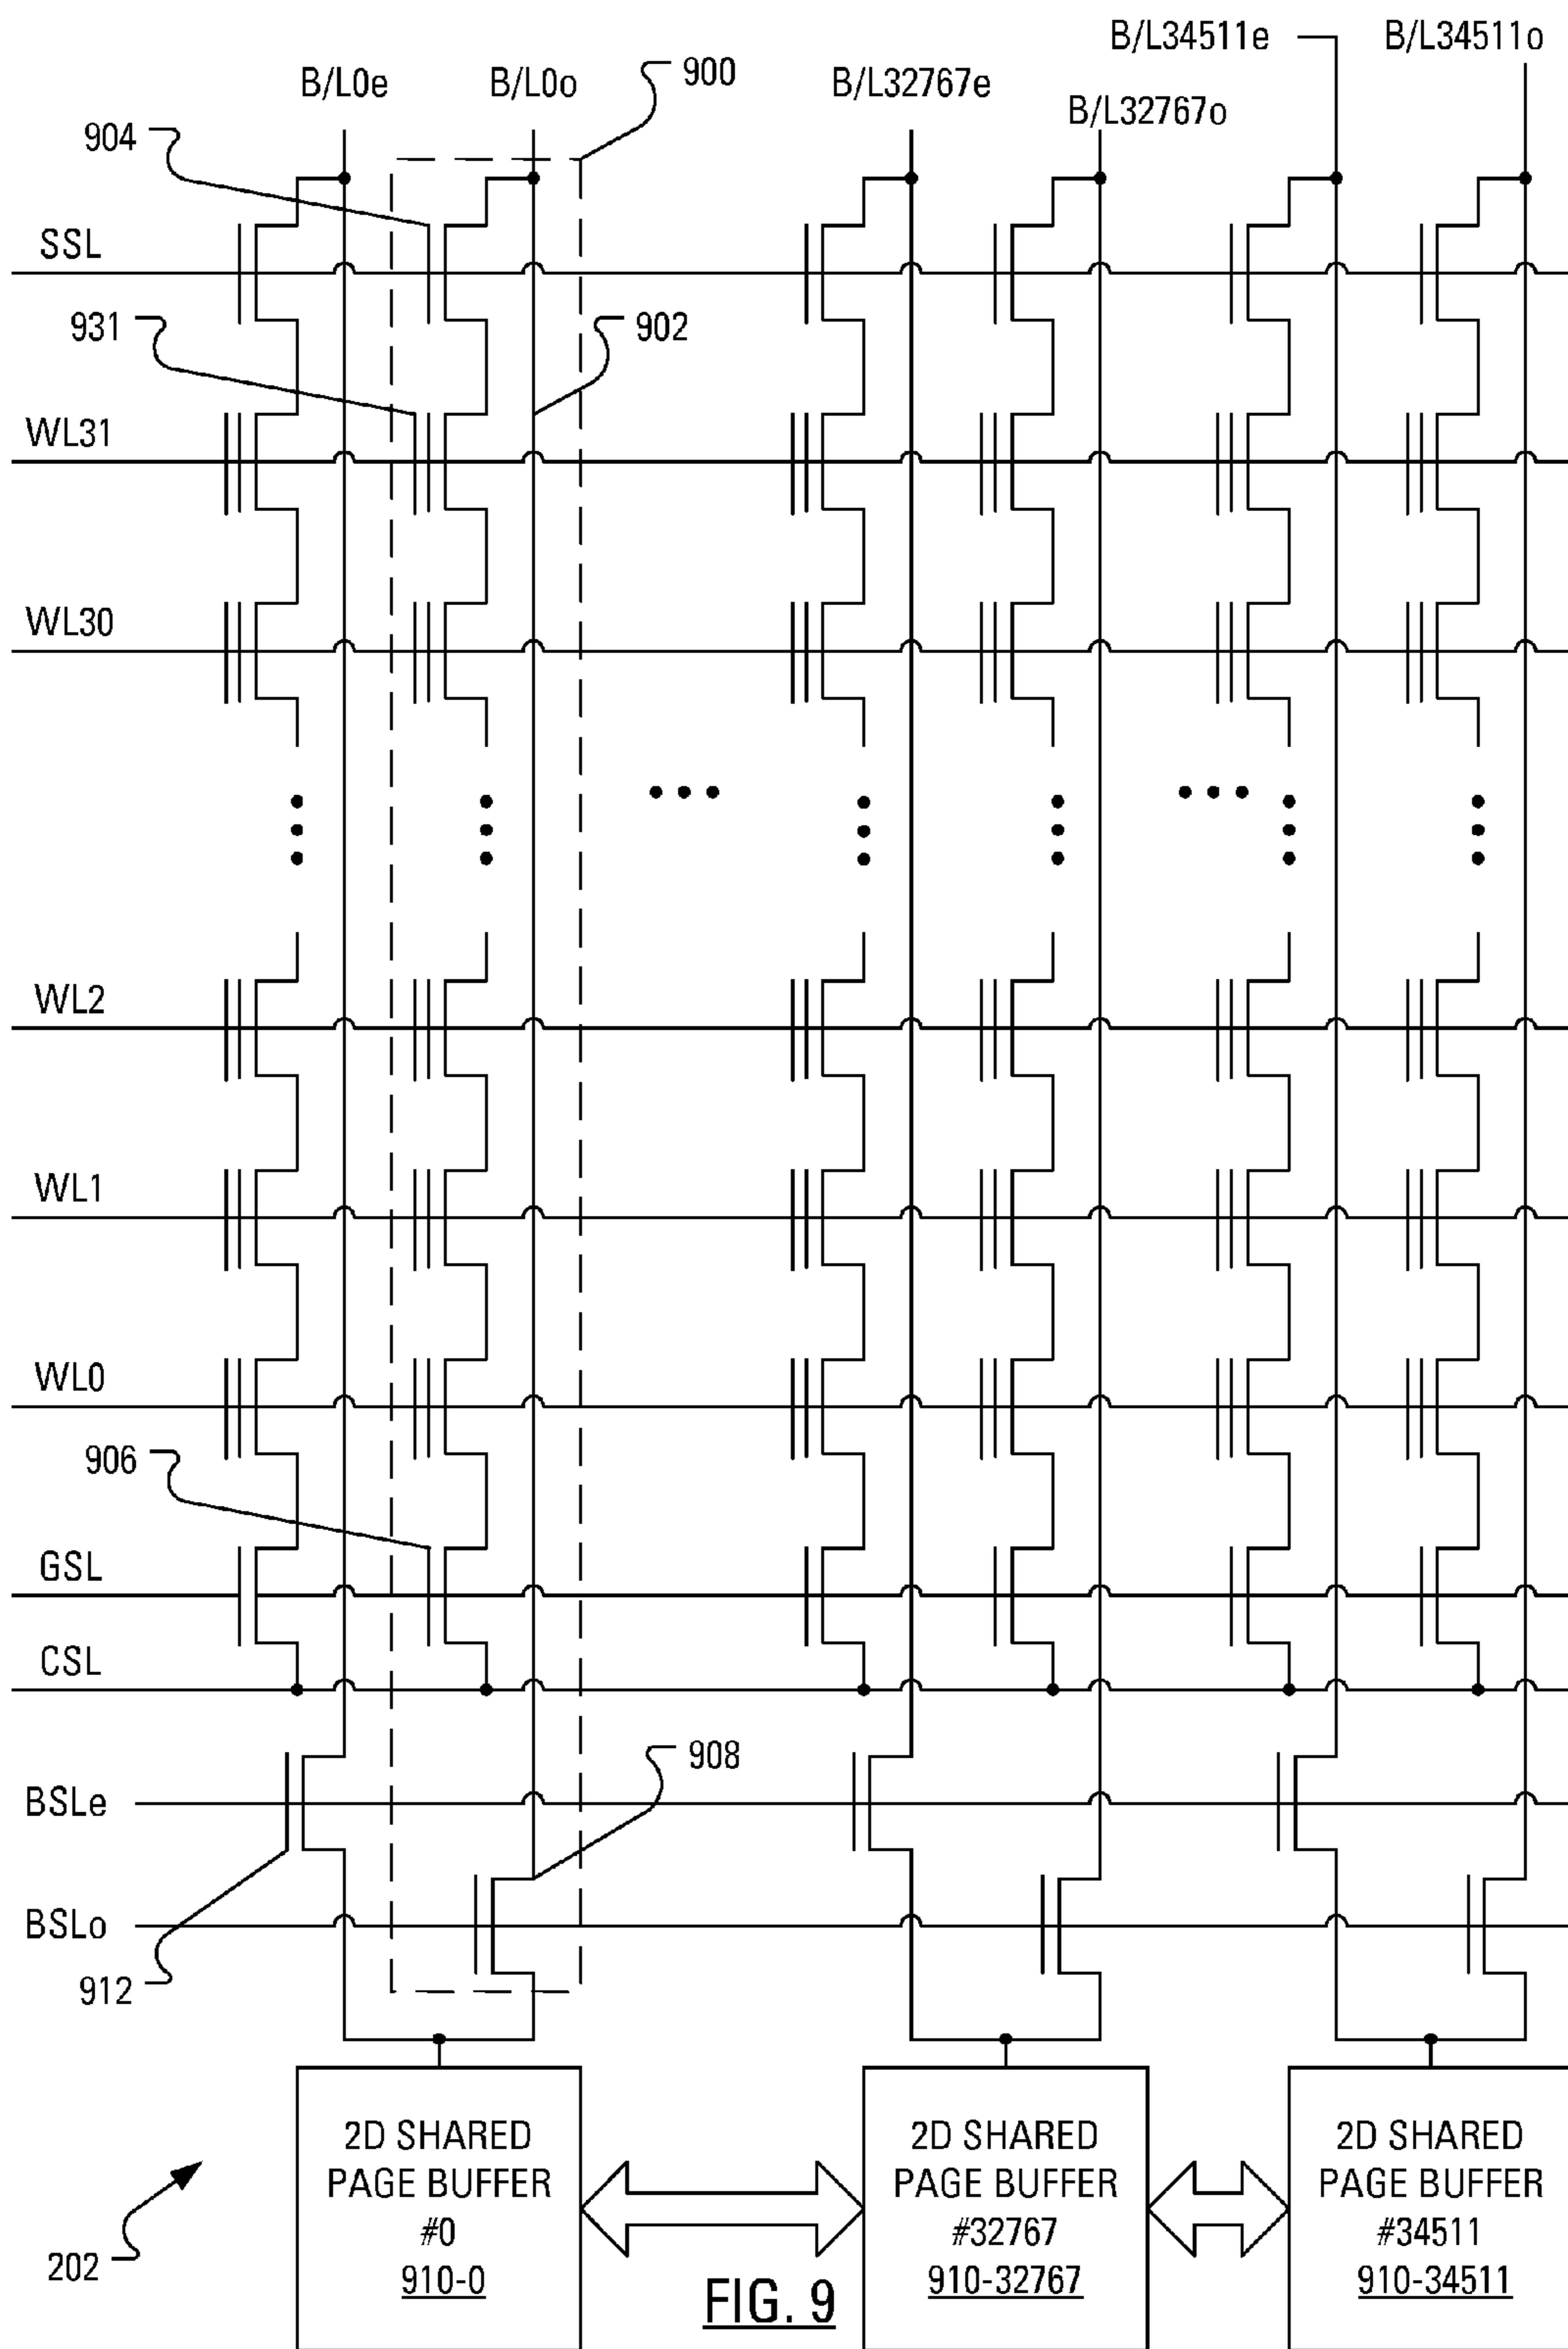 B/L34511e
B/L34511o
B/L0e
B/L0o
900
B/L32767e
B/L32767o
904
SSL
931
902
WL31
WL30
WL2
WL1
WL0
906
GSL
CSL
908
BSLe
BSLo
912
2D SHARED
PAGE BUFFER
#0
910-0
2D SHARED
PAGE BUFFER
#32767
910-32767
2D SHARED
PAGE BUFFER
#34511
910-34511
202
FIG. 9